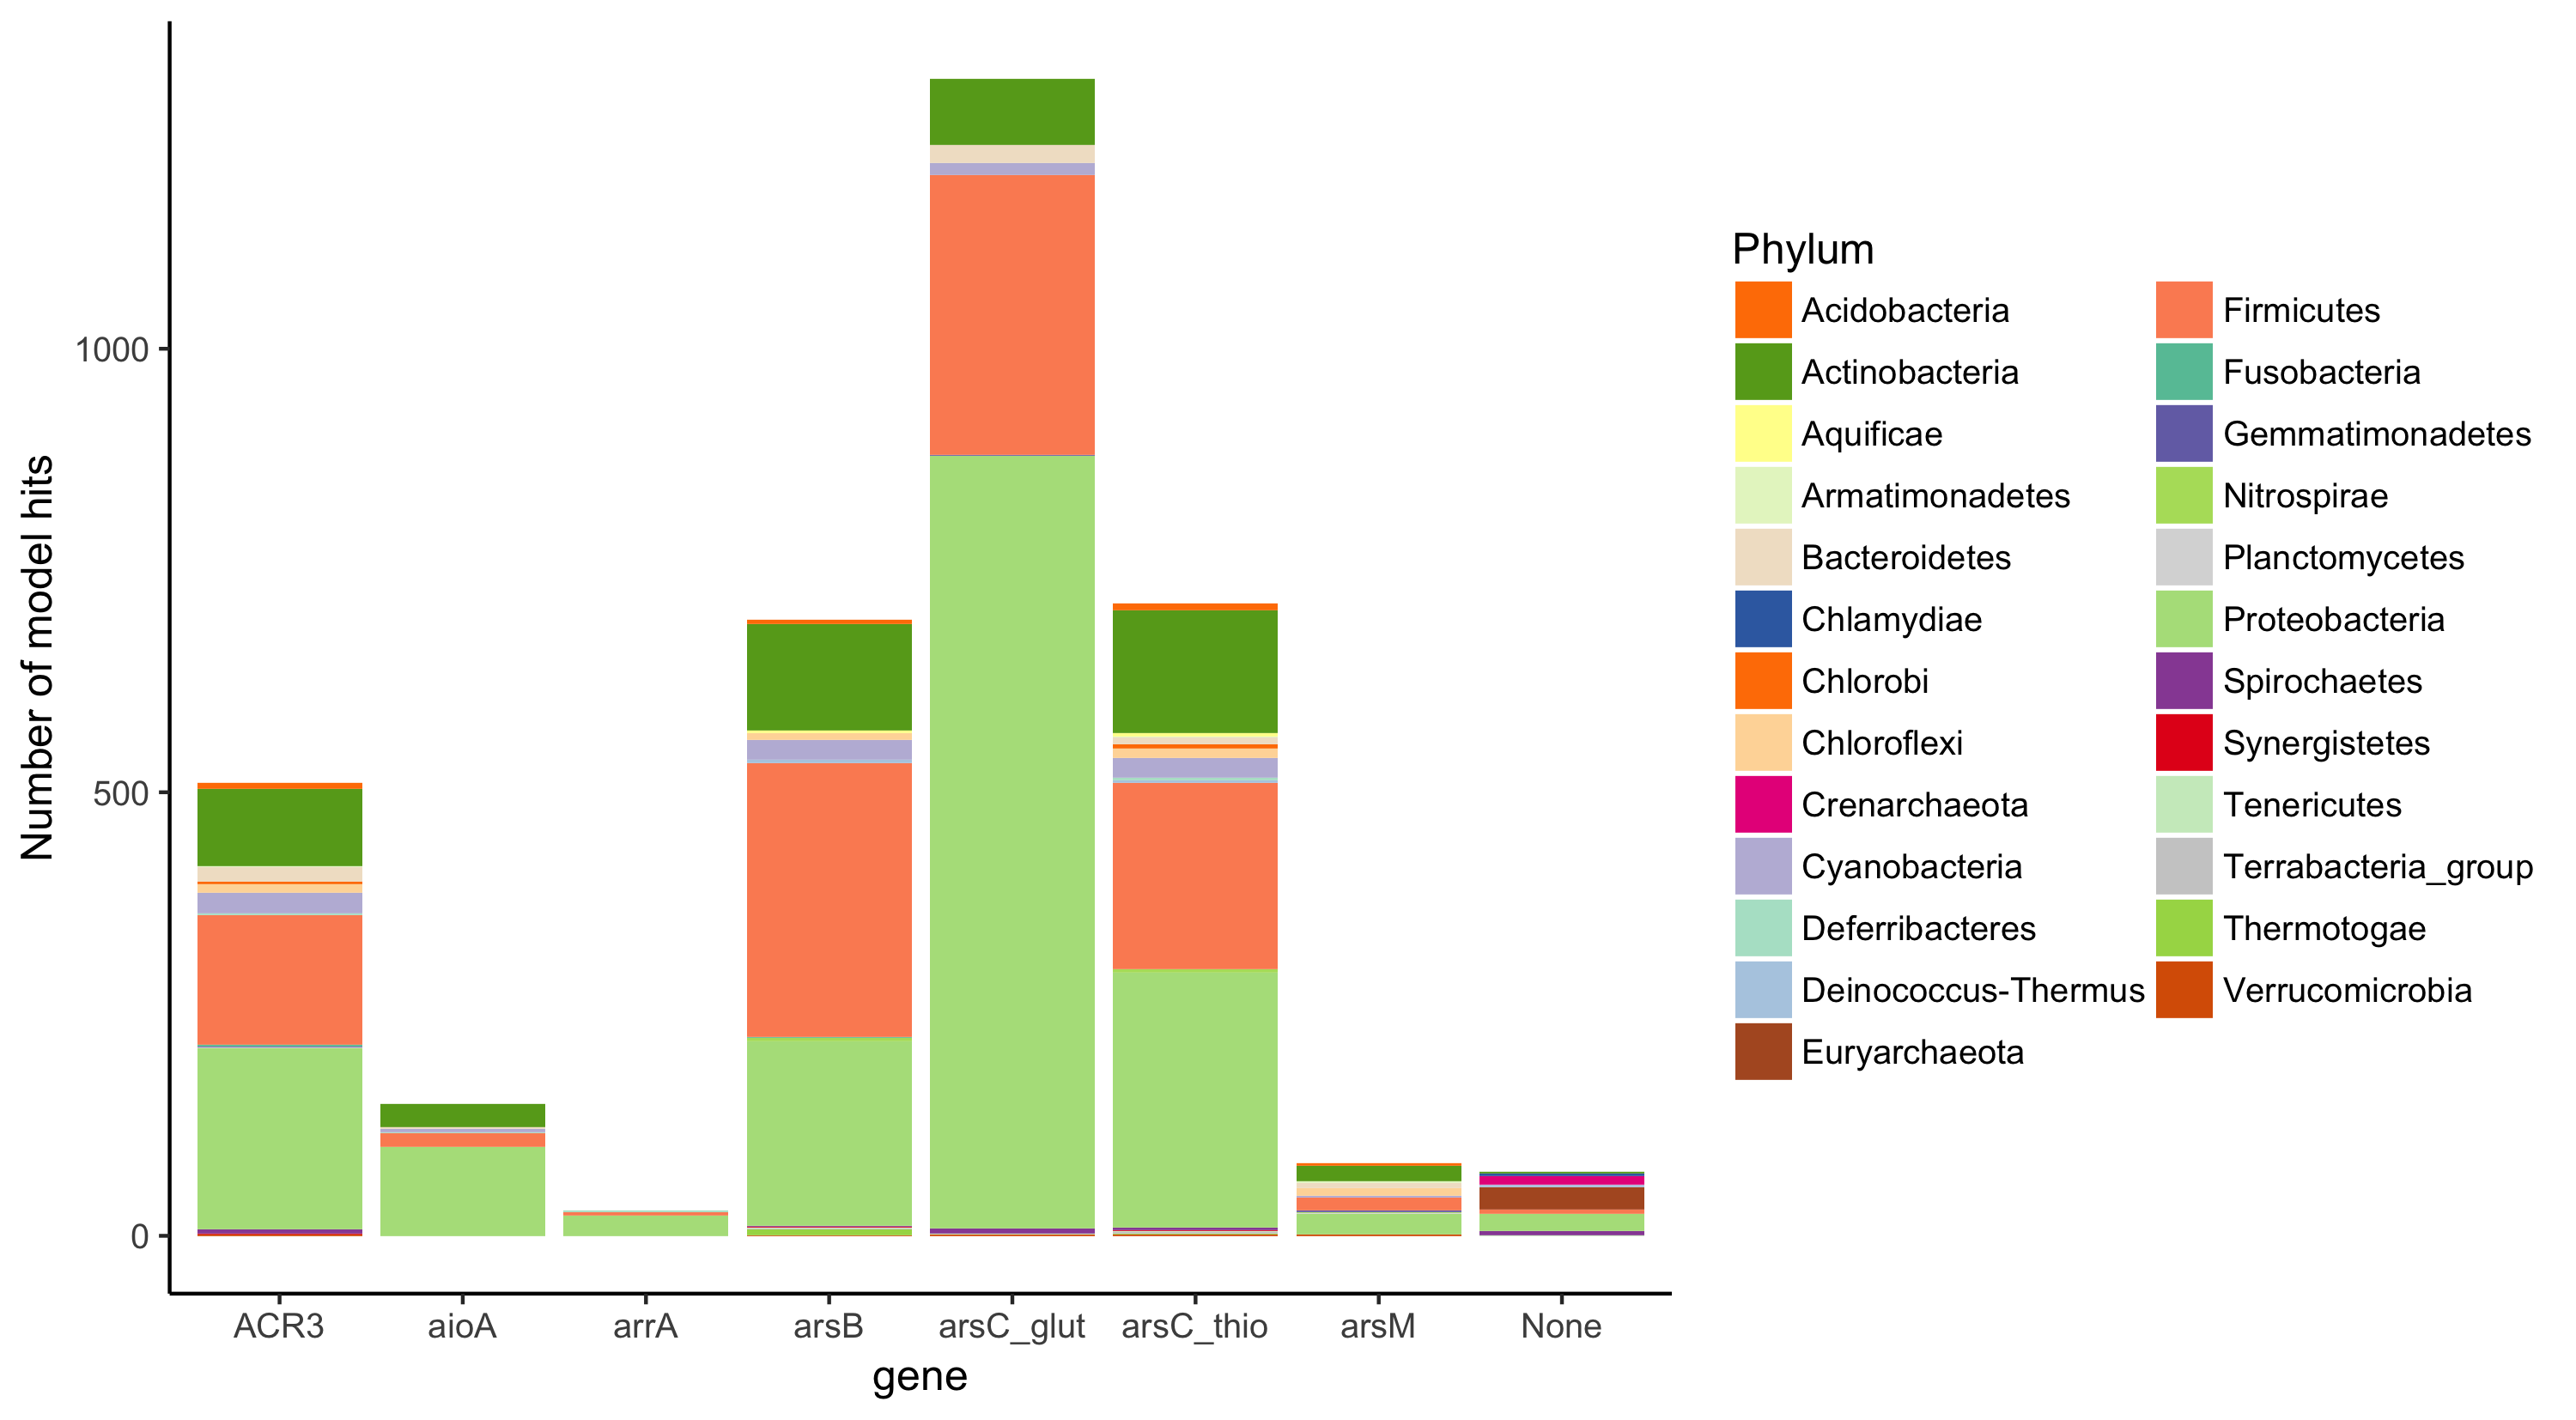 Number of model hits
1000
500
0
ACR3
aioA
arrA
arsB
arsC_glut
arsC_thio
arsM
None
gene
Phylum
Acidobacteria
Actinobacteria
Aquificae
Armatimonadetes
Bacteroidetes
Chlamydiae
Chlorobi
Chloroflexi
Crenarchaeota
Cyanobacteria
Deferribacteres
Deinococcus-Thermus
Euryarchaeota
Firmicutes
Fusobacteria
Gemmatimonadetes
Nitrospirae
Planctomycetes
Proteobacteria
Spirochaetes
Synergistetes
Tenericutes
Terrabacteria_group
Thermotogae
Verrucomicrobia